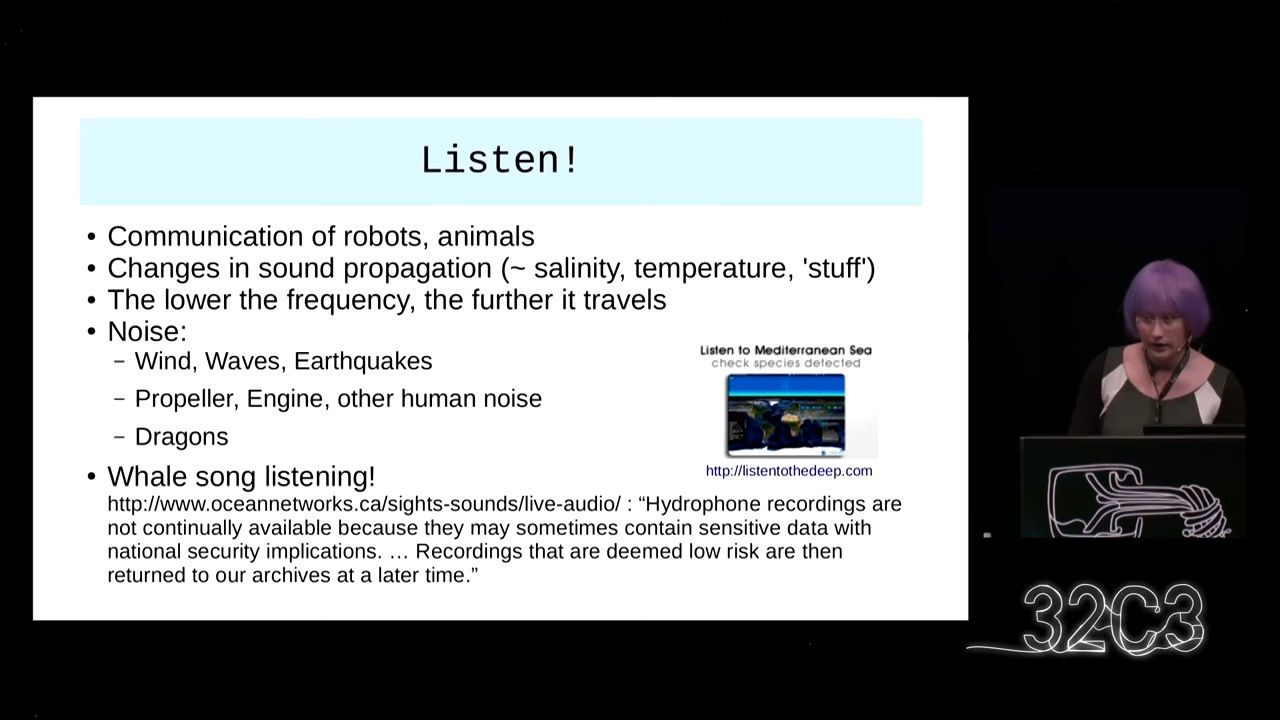 Listen!
• Communication of robots, animals
• Changes in sound propagation (~ salinity, temperature, 'stuff')
• The lower the frequency, the further it travels
• Noise:
– Wind, Waves, Earthquakes
– Propeller, Engine, other human noise
– Dragons
Listen to Mediterranean Sea
check species detected
http://listentothedeep.com
• Whale song listening!
http://www.oceannetworks.ca/sights-sounds/live-audio/ : “Hydrophone recordings are
not continually available because they may sometimes contain sensitive data with
national security implications. … Recordings that are deemed low risk are then
returned to our archives at a later time.”
32C3